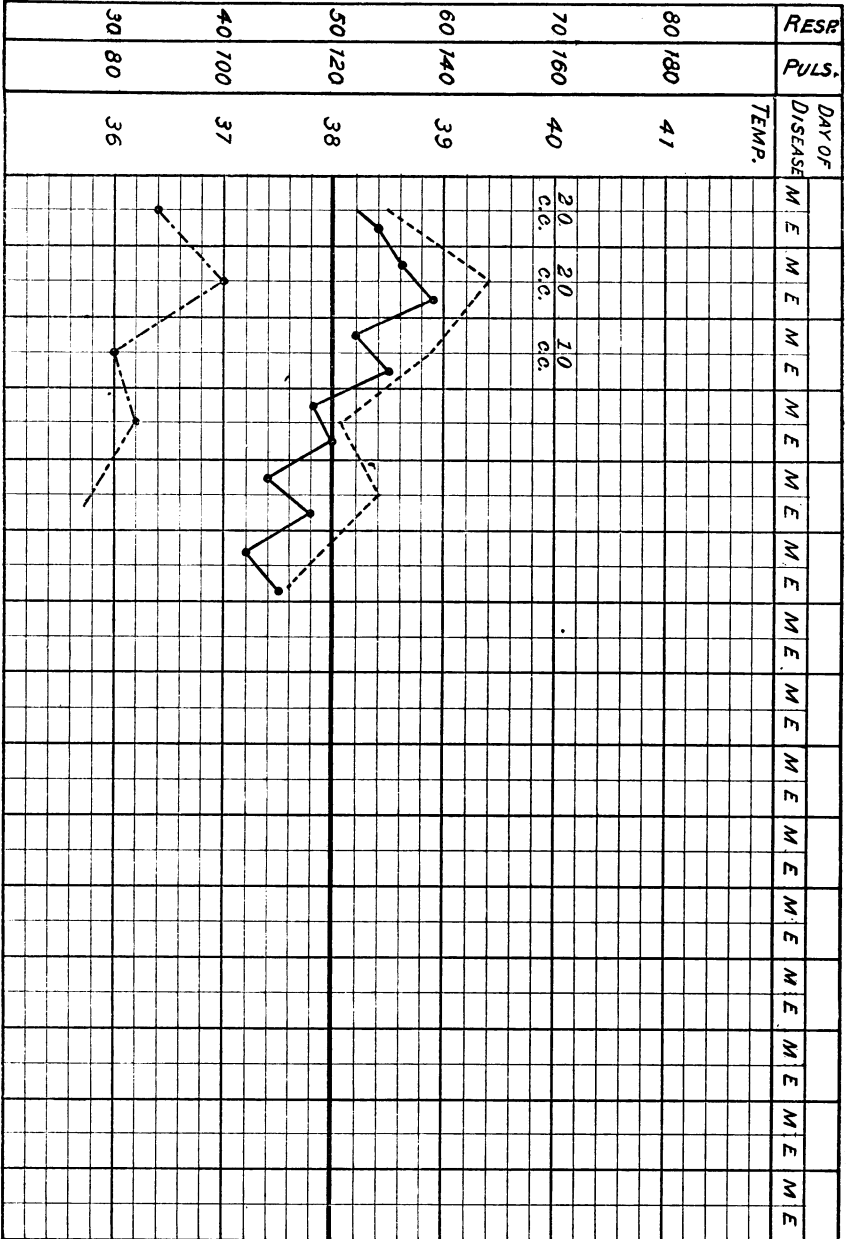 RESP. PULS. DAY OF
DISEASE M E M E M E M E M E M E M E M E M E M E M E M E M E M E M E
TEMP.
80 180 41
70 160 40
20 20 10
c.c. c.c. c.c.
60 140 39
50 120 38
40 100 37
30 80 36